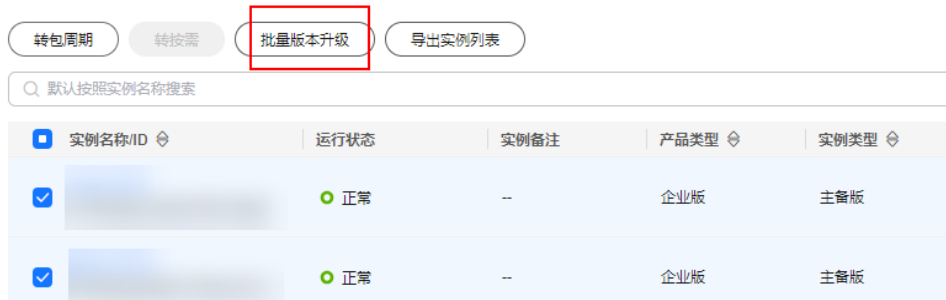 转包周期 转按需 批量版本升级 导出实例列表
默认按照实例名称搜索
实例名称/ID 运行状态 实例备注 产品类型 实例类型
正常 -- 企业版 主备版
正常 -- 企业版 主备版